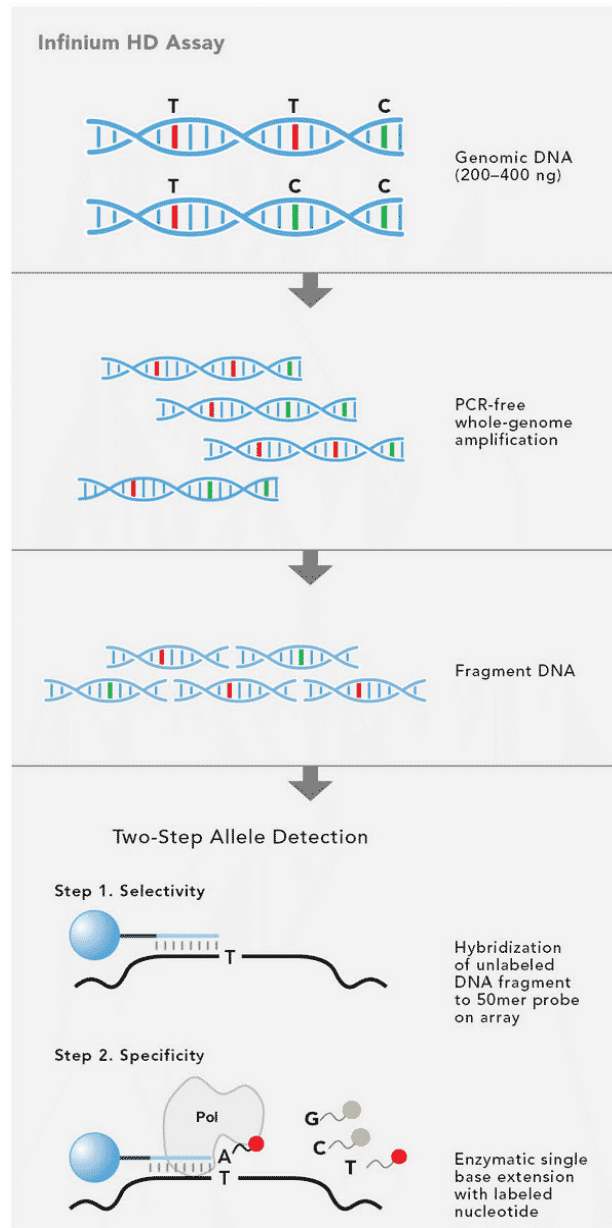 Infinium HD Assay
T T C
Genomic DNA
(200–400 ng)
T C C
PCR-free
whole-genome
amplification
Fragment DNA
Two-Step Allele Detection
Step 1. Selectivity
T
Hybridization
of unlabeled
DNA fragment
to 50mer probe
on array
Step 2. Specificity
Pol
G
A
C
T
T
Enzymatic single
base extension
with labeled
nucleotide